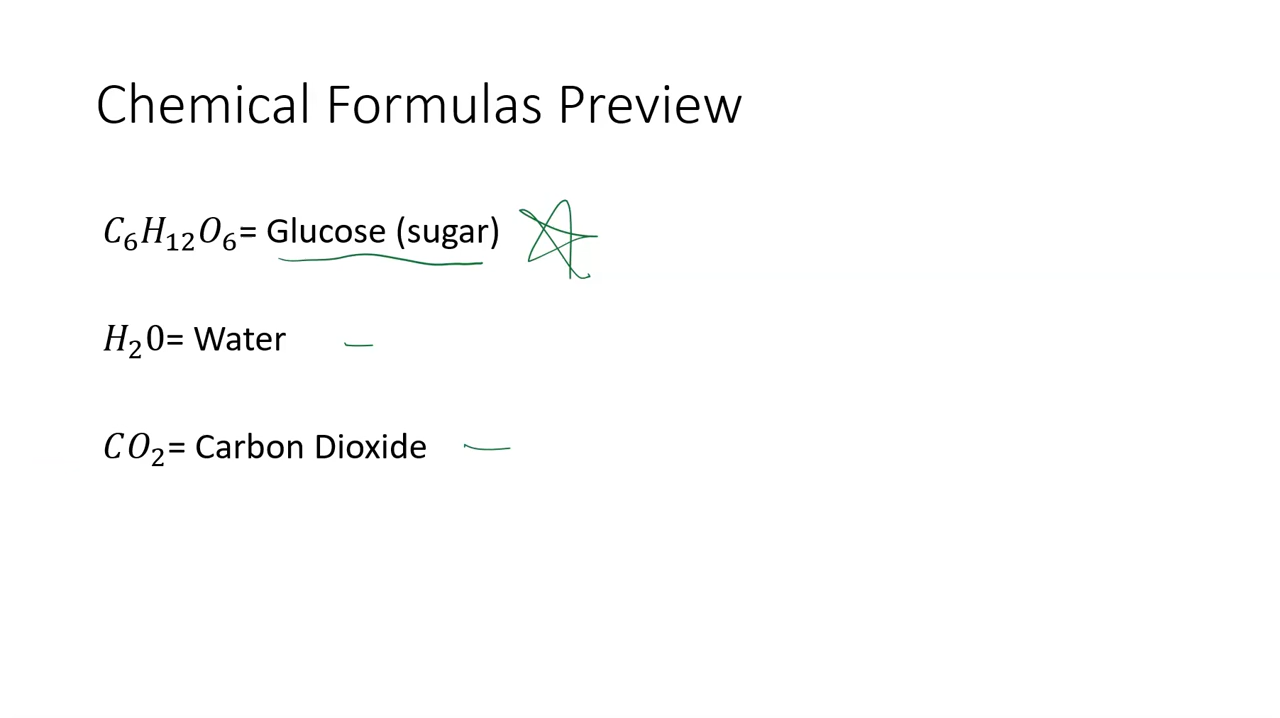 Chemical Formulas Preview
C₆H₁₂O₆= Glucose (sugar)
H₂0= Water
CO₂= Carbon Dioxide